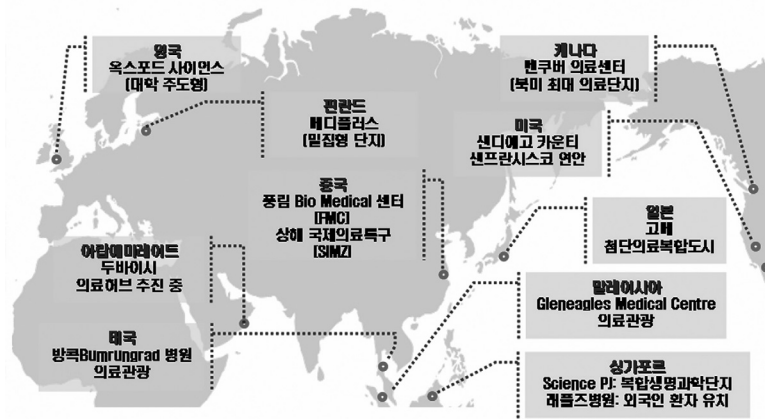 영국
옥스포드 사이언스
(대학 주도형)
캐나다
밴쿠버 의료센터
(북미 최대 의료단지)
핀란드
메디플러스
(밀집형 단지)
미국
샌디에고 카운티
샌프란시스코 연안
중국
풍림 Bio Medical 센터
[FMC]
상해 국제의료특구
[SIMZ]
일본
고베
첨단의료복합도시
아랍에미레이트
두바이시
의료허브 추진 중
말레이시아
Gleneagles Medical Centre
의료관광
태국
방콕Bumrungrad 병원
의료관광
싱가포르
Science PJ: 복합생명과학단지
래플즈병원: 외국인 환자 유치